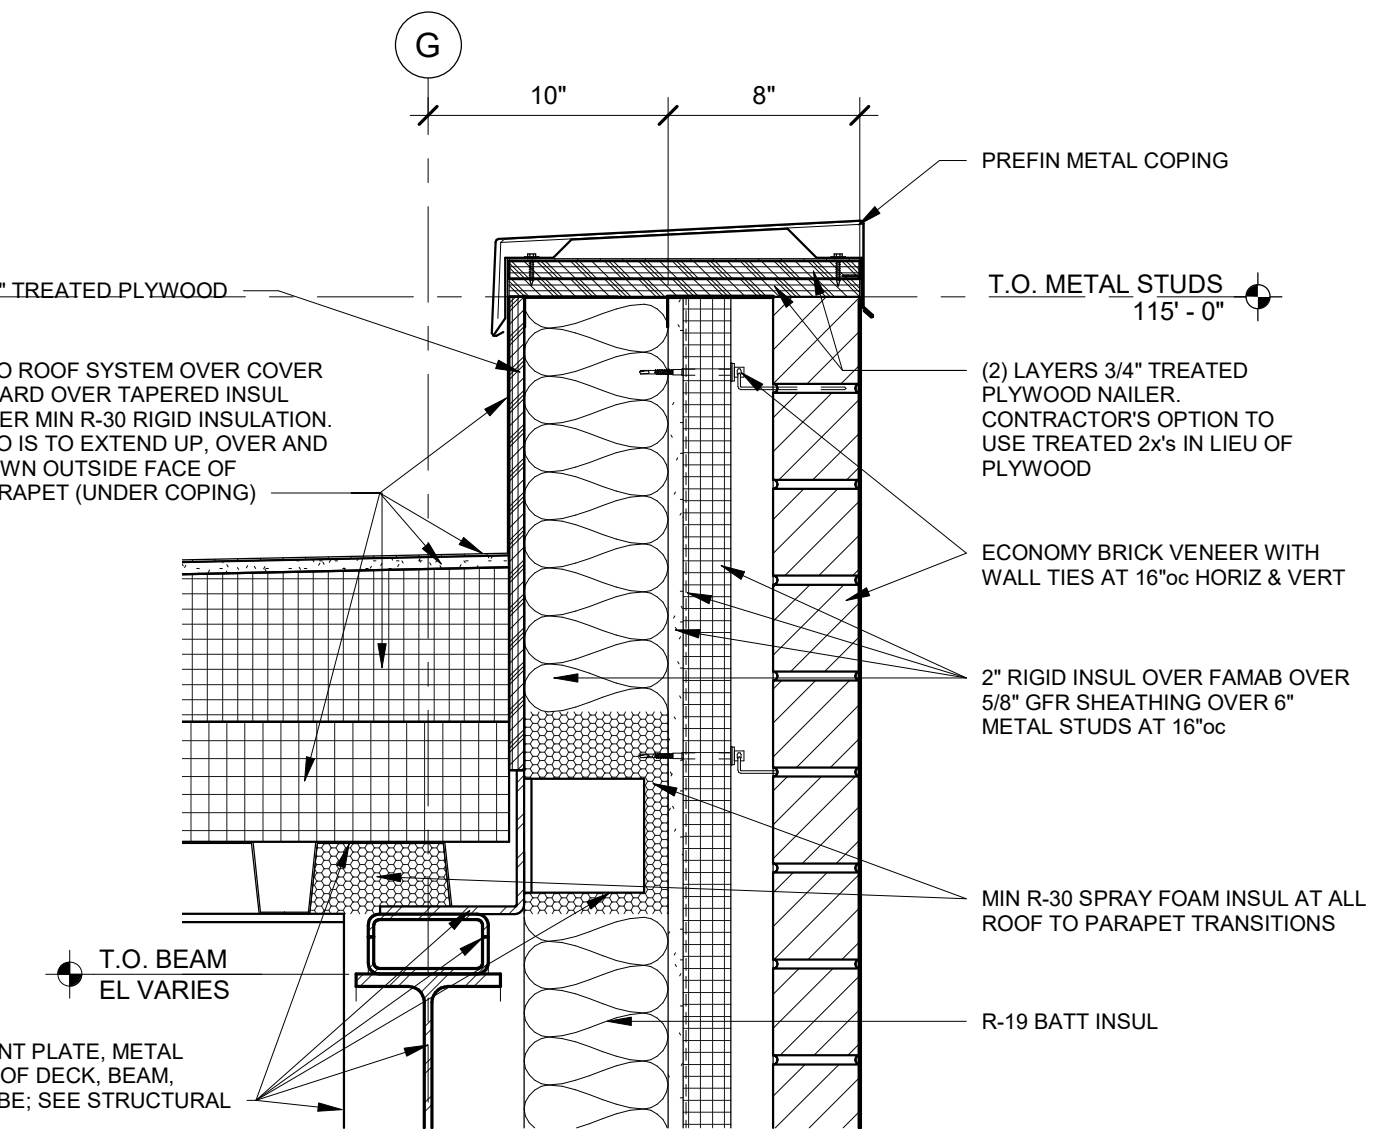 G
10"
8"
PREFIN METAL COPING
" TREATED PLYWOOD
T.O. METAL STUDS
115' - 0"
O ROOF SYSTEM OVER COVER
ARD OVER TAPERED INSUL
ER MIN R-30 RIGID INSULATION.
O IS TO EXTEND UP, OVER AND
WN OUTSIDE FACE OF
RAPET (UNDER COPING)
(2) LAYERS 3/4" TREATED
PLYWOOD NAILER.
CONTRACTOR'S OPTION TO
USE TREATED 2x's IN LIEU OF
PLYWOOD
ECONOMY BRICK VENEER WITH
WALL TIES AT 16"oc HORIZ & VERT
2" RIGID INSUL OVER FAMAB OVER
5/8" GFR SHEATHING OVER 6"
METAL STUDS AT 16"oc
MIN R-30 SPRAY FOAM INSUL AT ALL
ROOF TO PARAPET TRANSITIONS
T.O. BEAM
EL VARIES
R-19 BATT INSUL
NT PLATE, METAL
OF DECK, BEAM,
BE; SEE STRUCTURAL